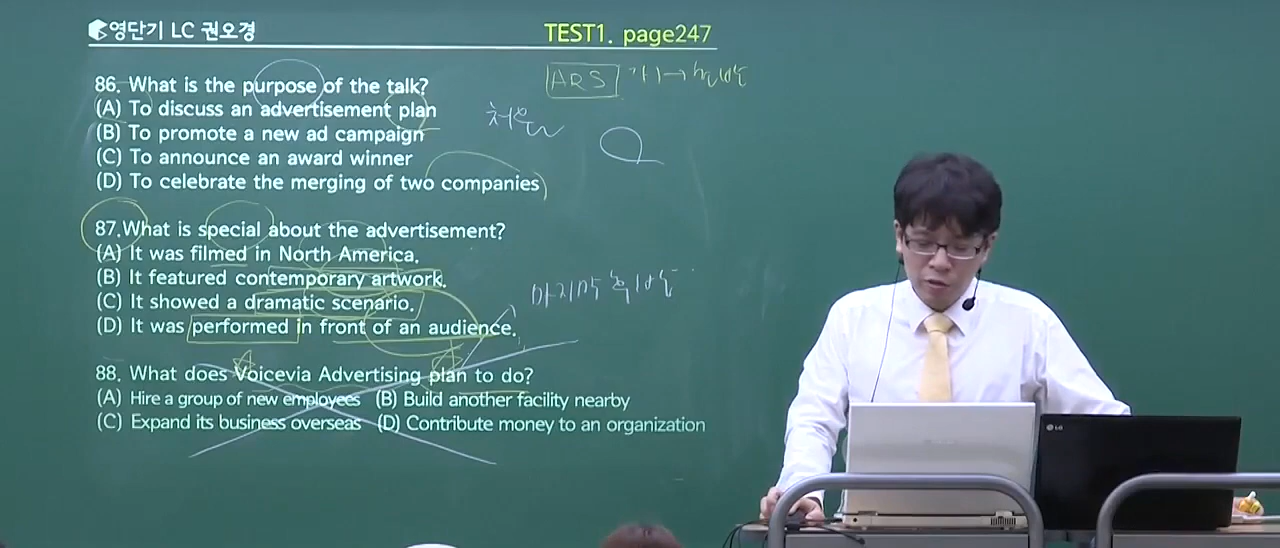 영단기 LC 권오경
TEST1. page247
ARS
86. What is the purpose of the talk?
(A) To discuss an advertisement plan
(B) To promote a new ad campaign
(C) To announce an award winner
(D) To celebrate the merging of two companies
87.What is special about the advertisement?
(A) It was filmed in North America.
(B) It featured contemporary artwork.
(C) It showed a dramatic scenario.
(D) It was performed in front of an audience.
88. What does Voicevia Advertising plan to do?
(A) Hire a group of new employees (B) Build another facility nearby
(C) Expand its business overseas (D) Contribute money to an organization
LG